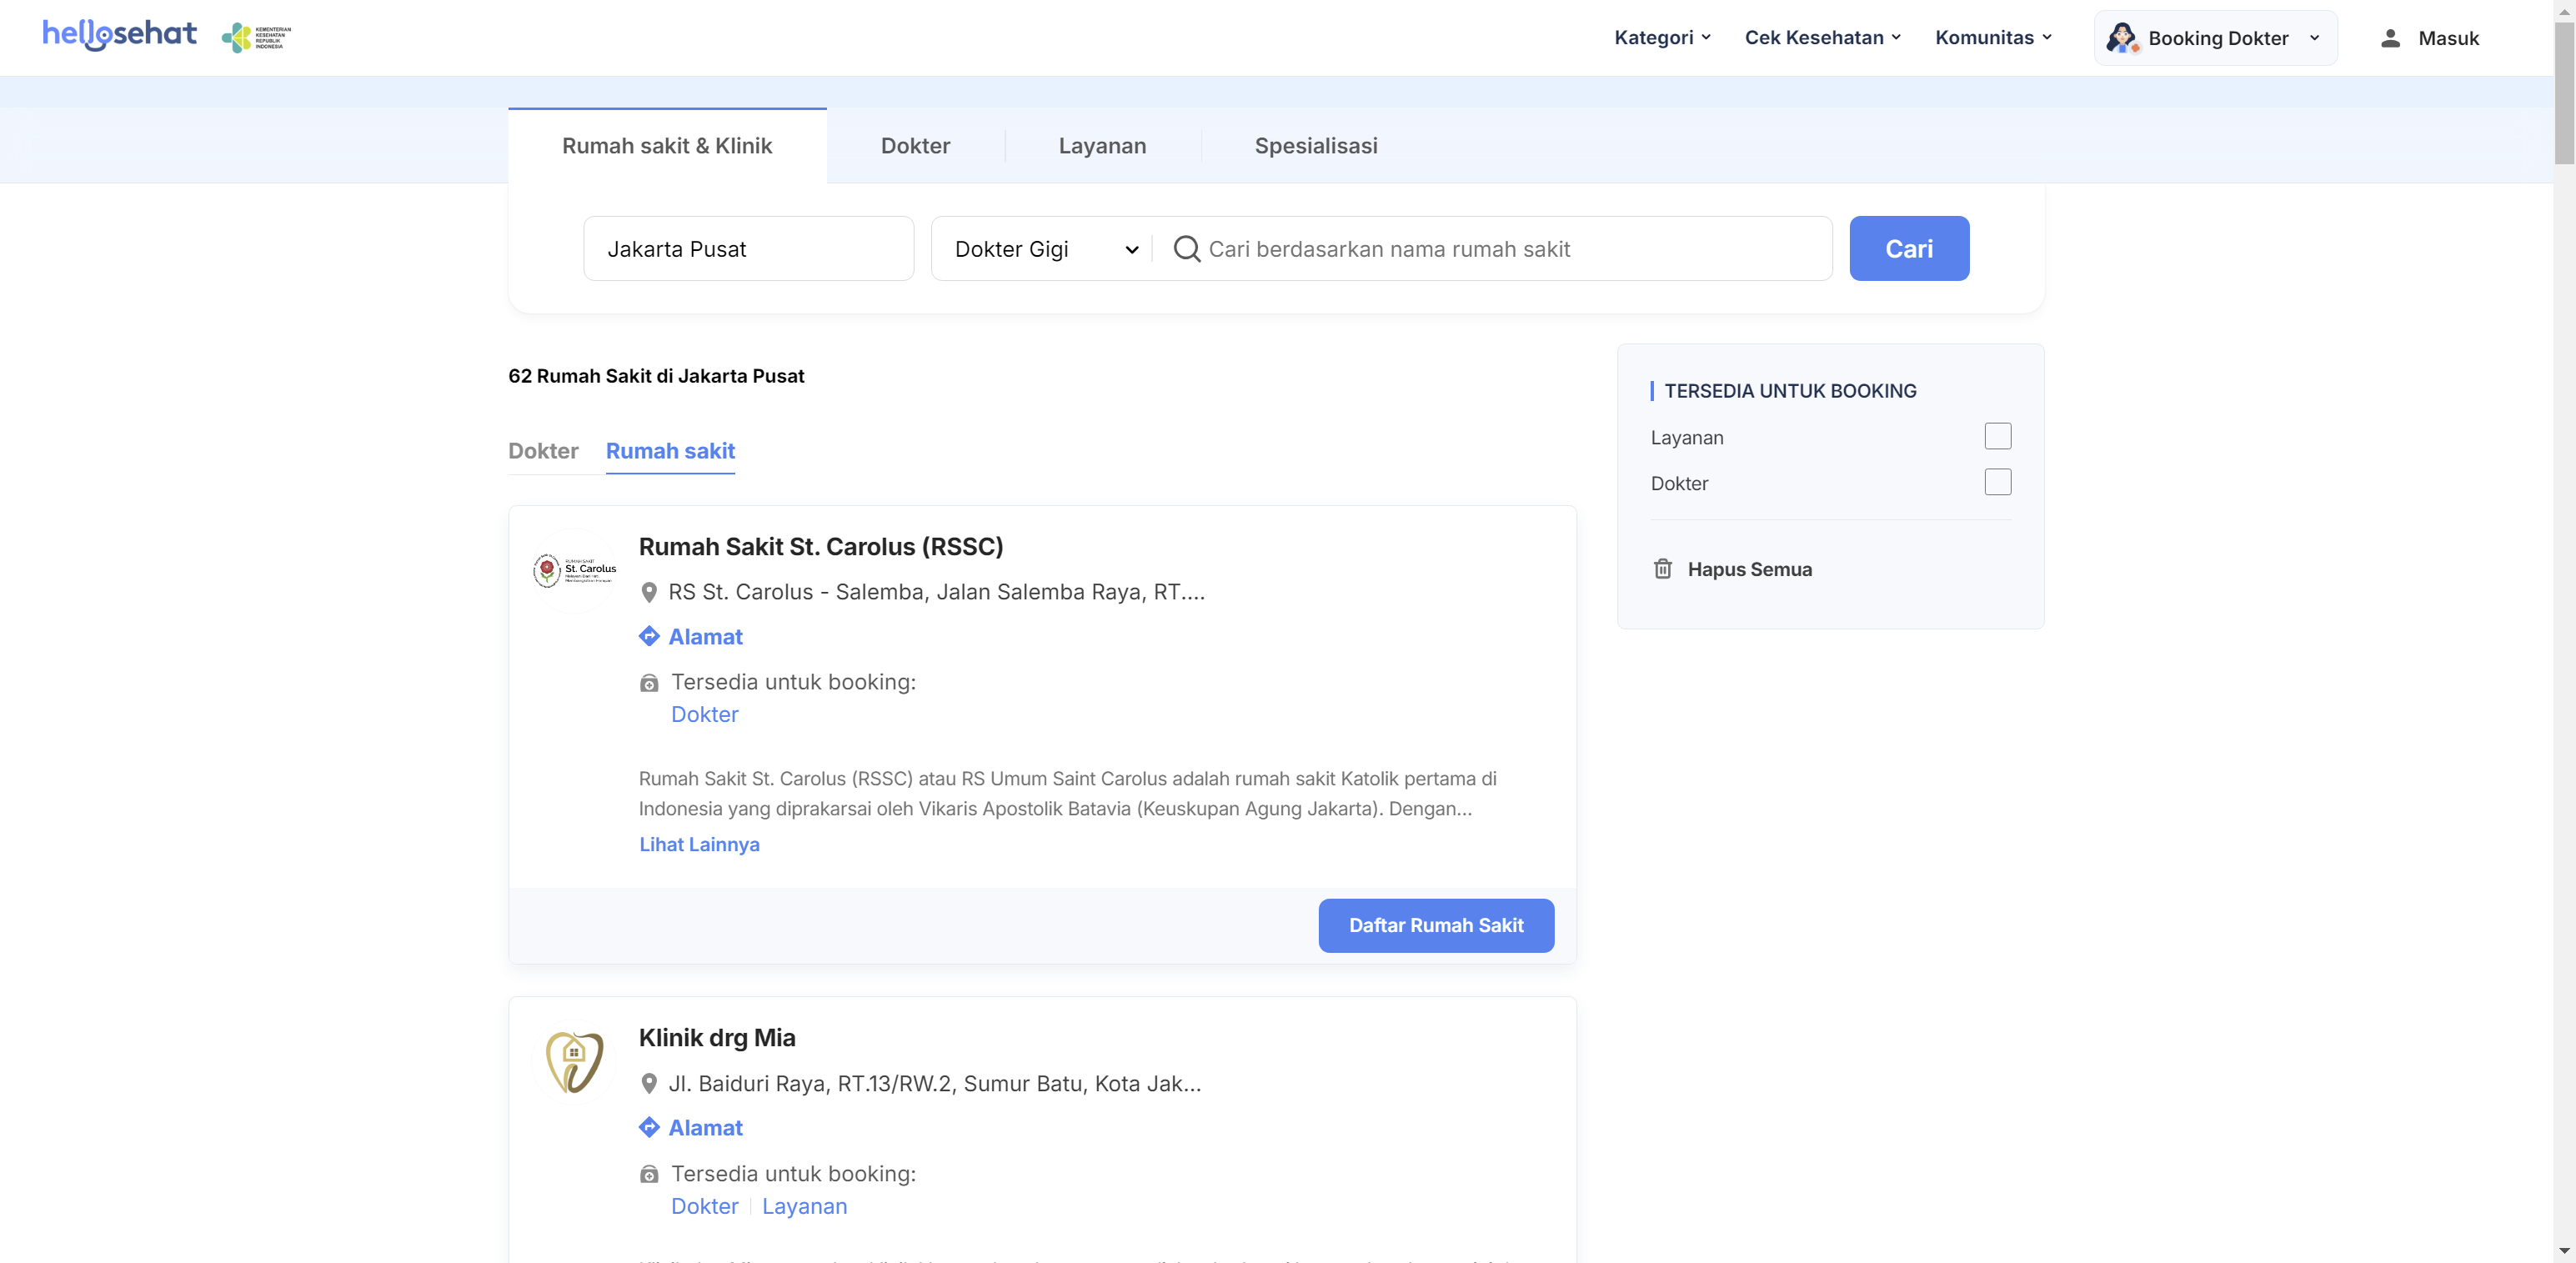 hellosehat
KEMENTERIAN
KESEHATAN
REPUBLIK
INDONESIA
Kategori
Cek Kesehatan
Komunitas
Booking Dokter
Masuk
Rumah sakit & Klinik
Dokter
Layanan
Spesialisasi
Jakarta Pusat
Dokter Gigi
Cari berdasarkan nama rumah sakit
Cari
62 Rumah Sakit di Jakarta Pusat
Dokter
Rumah sakit
TERSEDIA UNTUK BOOKING
Layanan
Dokter
Hapus Semua
RUMAH SAKIT
St. Carolus
Rumah Sakit St. Carolus (RSSC)
RS St. Carolus - Salemba, Jalan Salemba Raya, RT....
Alamat
Tersedia untuk booking:
Dokter
Rumah Sakit St. Carolus (RSSC) atau RS Umum Saint Carolus adalah rumah sakit Katolik pertama di
Indonesia yang diprakarsai oleh Vikaris Apostolik Batavia (Keuskupan Agung Jakarta). Dengan...
Lihat Lainnya
Daftar Rumah Sakit
Klinik drg Mia
Jl. Baiduri Raya, RT.13/RW.2, Sumur Batu, Kota Jak...
Alamat
Tersedia untuk booking:
Dokter | Layanan